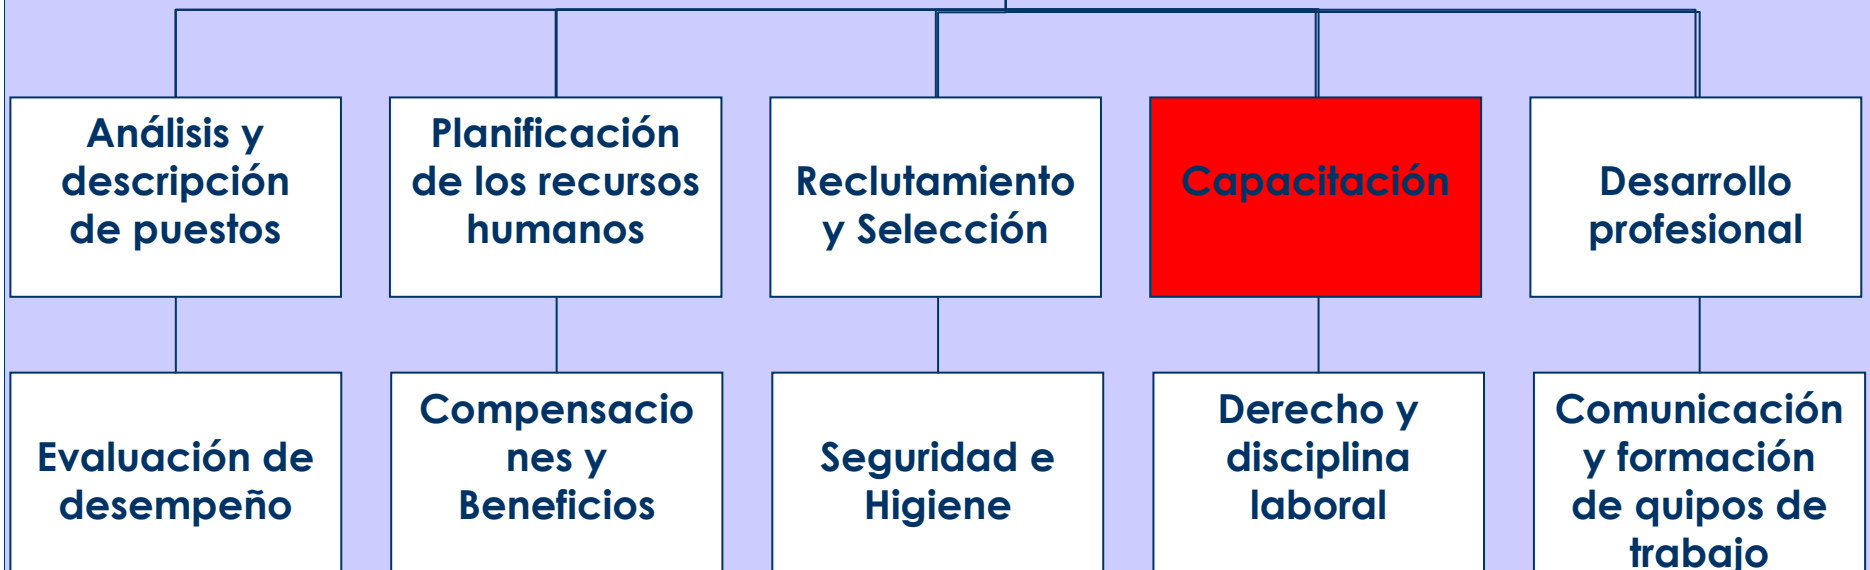 Análisis y
descripción
de puestos
Planificación
de los recursos
humanos
Reclutamiento
y Selección
Capacitación
Desarrollo
profesional
Evaluación de
desempeño
Compensacio
nes y
Beneficios
Seguridad e
Higiene
Derecho y
disciplina
laboral
Comunicación
y formación
de quipos de
trabajo